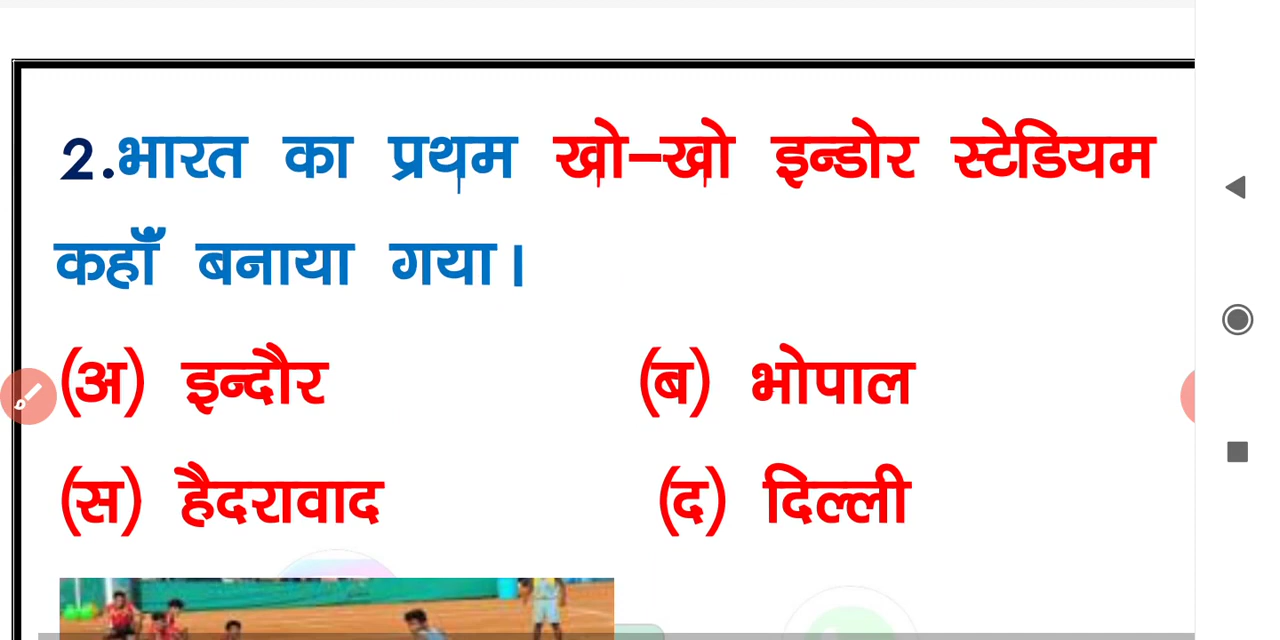 2.भारत का प्रथम खो-खो इन्डोर स्टेडियम
कहाँ बनाया गया।
(अ) इन्दौर (ब) भोपाल
(स) हैदरावाद (द) दिल्ली